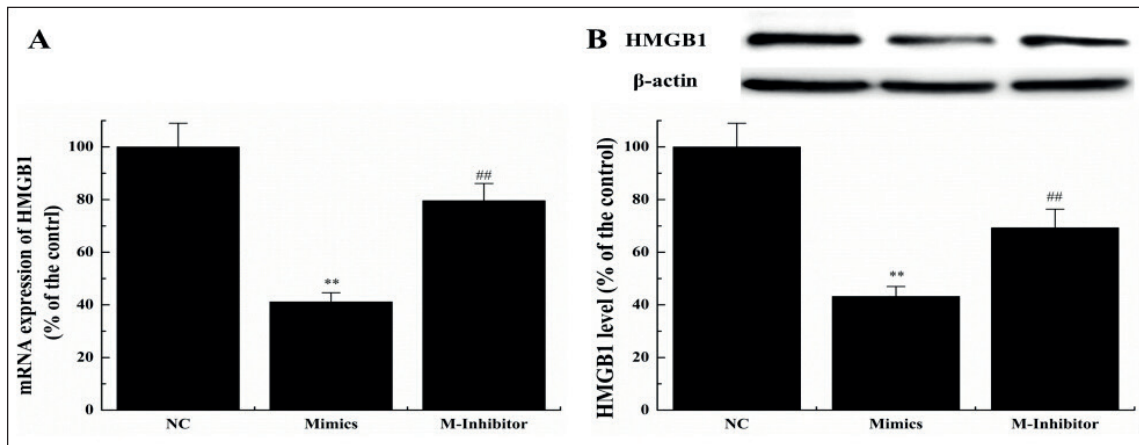 A
mRNA expression of HMGB1
(% of the contrl)
100
80
60
40
20
0
**
##
NC
Mimics
M-Inhibitor
B
HMGB1
β-actin
HMGB1 level (% of the control)
100
80
60
40
20
0
**
##
NC
Mimics
M-Inhibitor